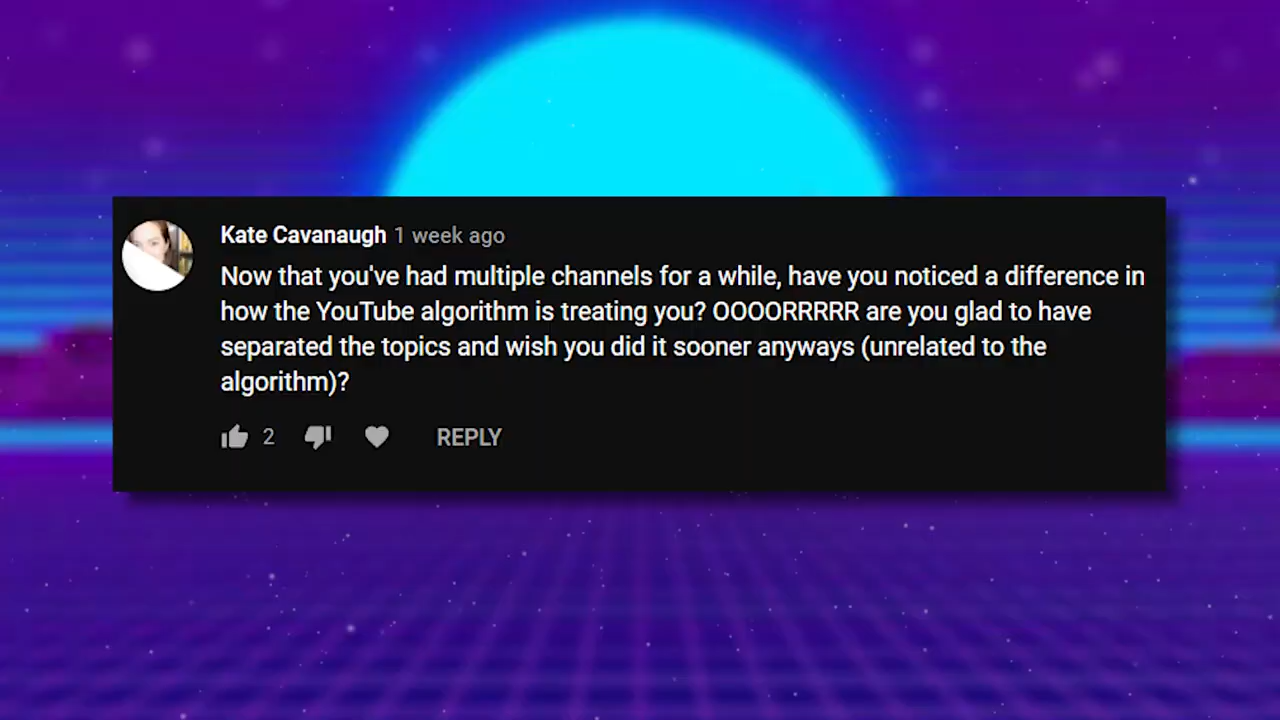 Kate Cavanaugh 1 week ago
Now that you've had multiple channels for a while, have you noticed a difference in
how the YouTube algorithm is treating you? OOOORRRRR are you glad to have
separated the topics and wish you did it sooner anyways (unrelated to the
algorithm)?
2 REPLY